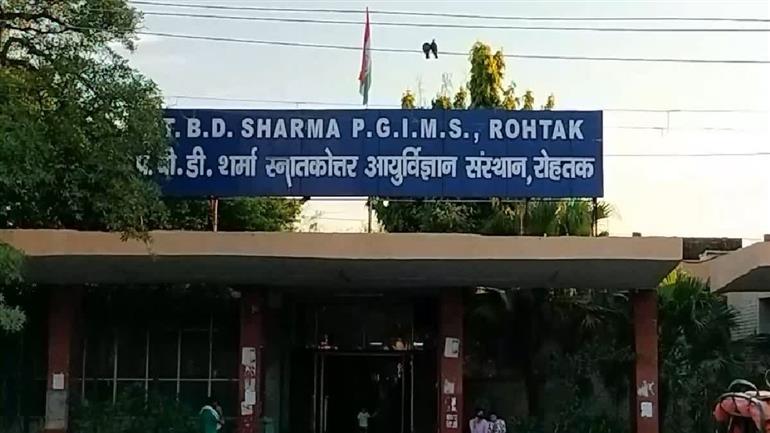 T. B.D. SHARMA P.G.I.M.S., ROHTAK
प. बी. डी. शर्मा स्नातकोत्तर आयुर्विज्ञान संस्थान, रोहतक